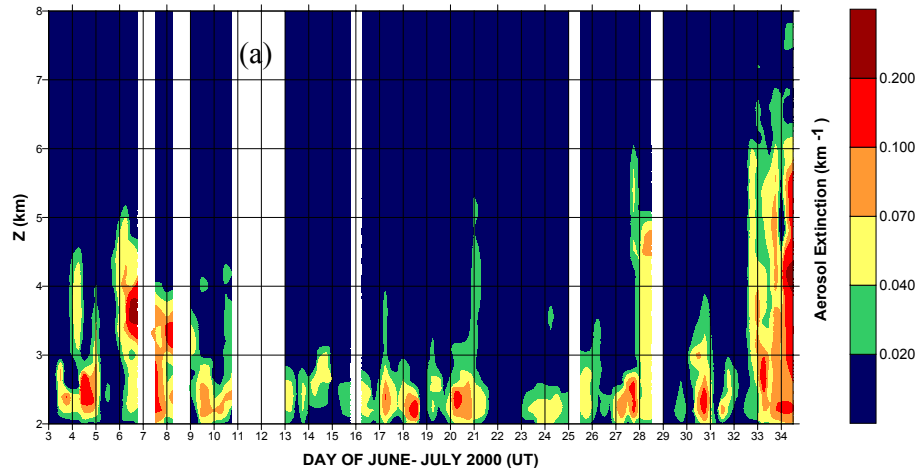 (a)
8
7
6
5
4
3
2
Z (km)
3 4 5 6 7 8 9 10 11 12 13 14 15 16 17 18 19 20 21 23 24 25 26 27 28 29 30 31 32 33 34
DAY OF JUNE- JULY 2000 (UT)
0.200
0.100
0.070
0.040
0.020
Aerosol Extinction (km -1 )